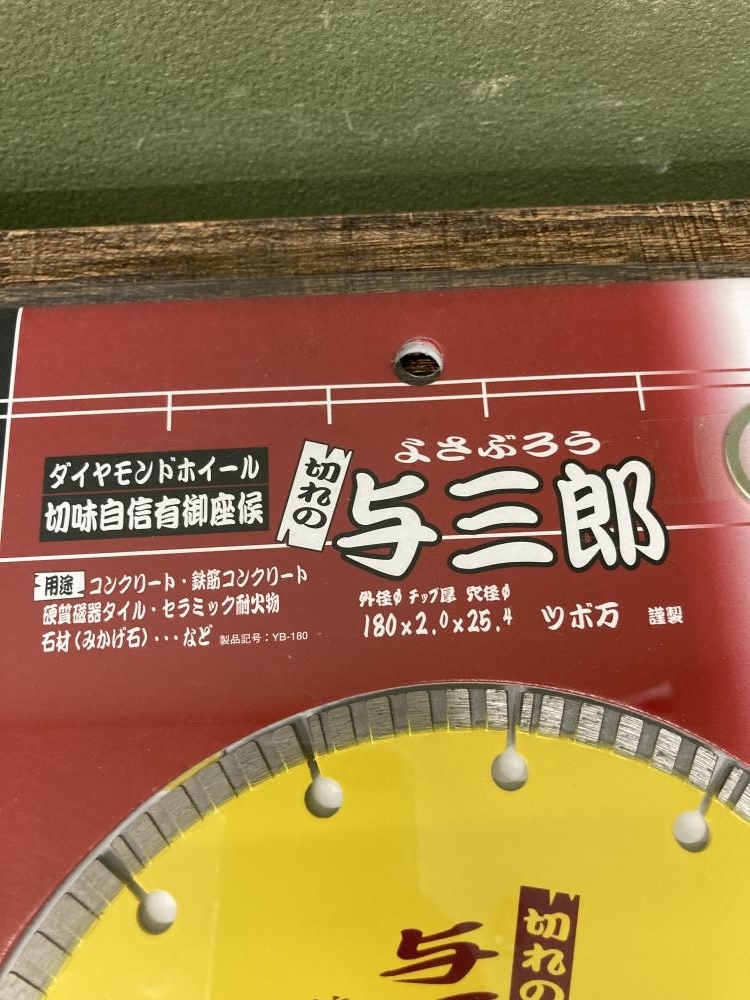 ダイヤモンドホイール
切味自信有御座候
切れの
よさぶろう
与三郎
用途 コンクリート・鉄筋コンクリート
硬質磁器タイル・セラミック耐火物
石材(みかげ石)・・・など 製品記号:YB-180
外径φ チップ厚 穴径φ
180×2.0×25.4 ツボ万 謹製
切れの
与